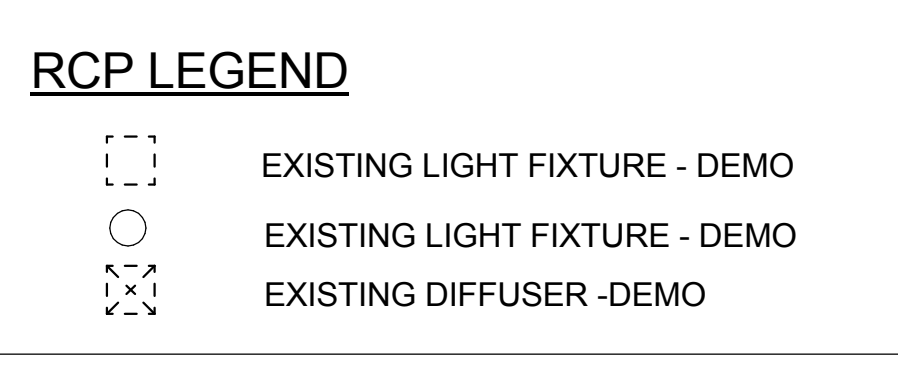 RCP LEGEND
EXISTING LIGHT FIXTURE - DEMO
EXISTING LIGHT FIXTURE - DEMO
EXISTING DIFFUSER -DEMO